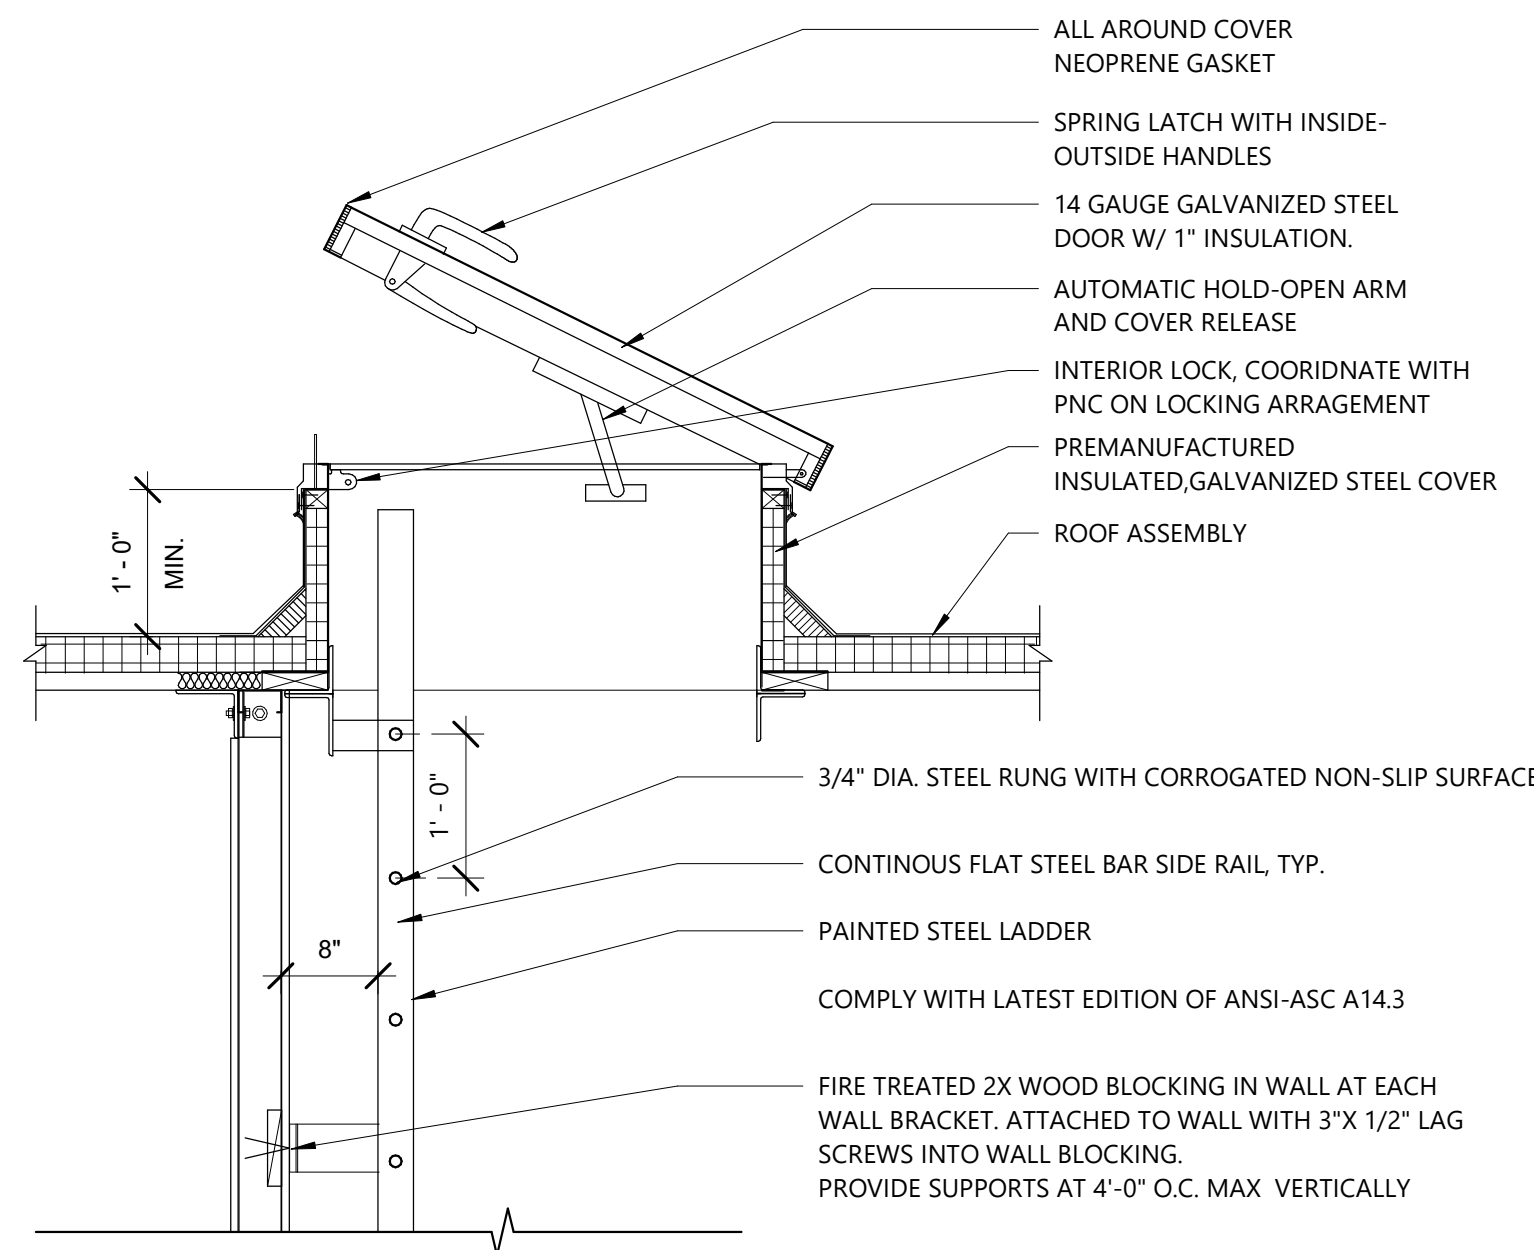 ALL AROUND COVER
NEOPRENE GASKET
SPRING LATCH WITH INSIDE-
OUTSIDE HANDLES
14 GAUGE GALVANIZED STEEL
DOOR W/ 1" INSULATION.
AUTOMATIC HOLD-OPEN ARM
AND COVER RELEASE
INTERIOR LOCK, COORIDNATE WITH
PNC ON LOCKING ARRAGEMENT
PREMANUFACTURED
INSULATED,GALVANIZED STEEL COVER
ROOF ASSEMBLY
1' - 0"
MIN.
3/4" DIA. STEEL RUNG WITH CORROGATED NON-SLIP SURFACE
1' - 0"
CONTINOUS FLAT STEEL BAR SIDE RAIL, TYP.
PAINTED STEEL LADDER
8"
COMPLY WITH LATEST EDITION OF ANSI-ASC A14.3
FIRE TREATED 2X WOOD BLOCKING IN WALL AT EACH
WALL BRACKET. ATTACHED TO WALL WITH 3"X 1/2" LAG
SCREWS INTO WALL BLOCKING.
PROVIDE SUPPORTS AT 4'-0" O.C. MAX  VERTICALLY